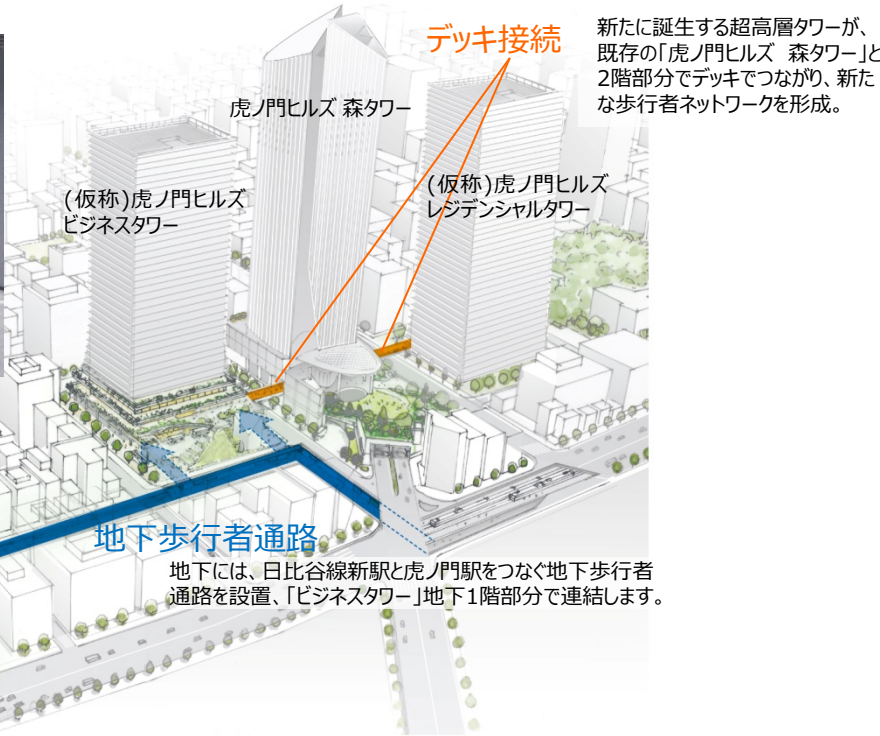 デッキ接続
新たに誕生する超高層タワーが、
既存の「虎ノ門ヒルズ 森タワー」と
2階部分でデッキでつながり、新た
な歩行者ネットワークを形成。
虎ノ門ヒルズ 森タワー
(仮称)虎ノ門ヒルズ
ビジネスタワー
(仮称)虎ノ門ヒルズ
レジデンシャルタワー
地下歩行者通路
地下には、日比谷線新駅と虎ノ門駅をつなぐ地下歩行者
通路を設置、「ビジネスタワー」地下1階部分で連結します。